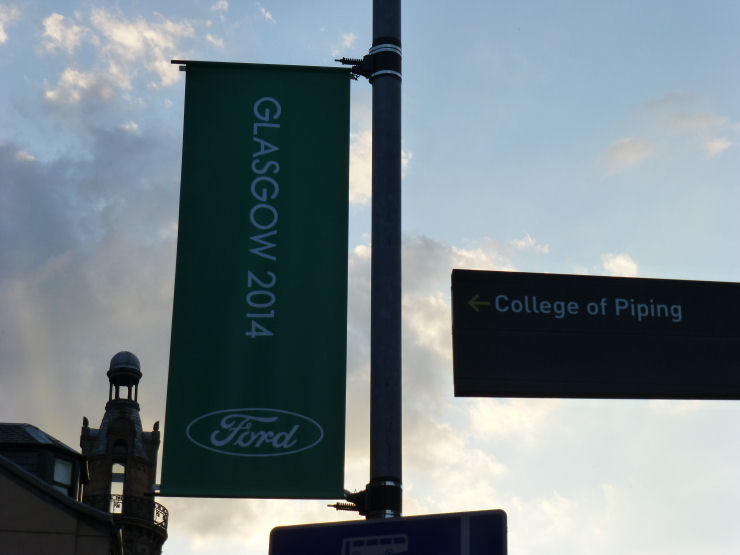 GLASGOW 2014
Ford
College of Piping